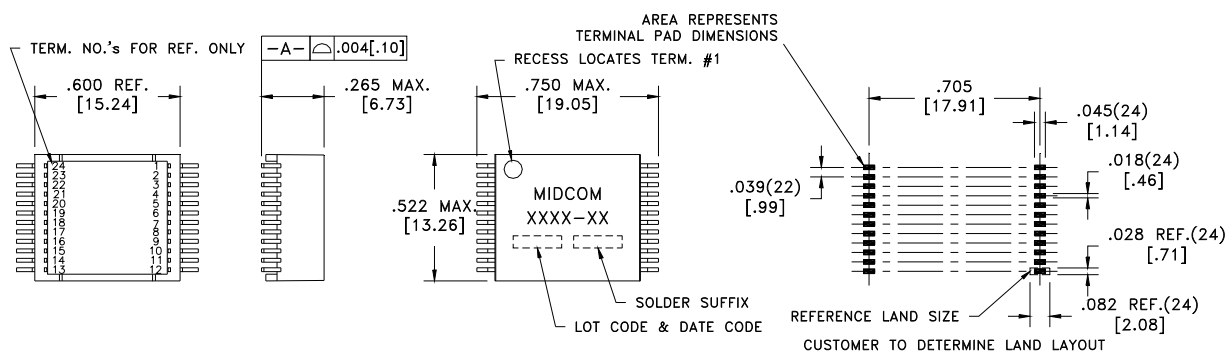 TERM. NO.'s FOR REF. ONLY
-A-
.004[.10]
RECESS LOCATES TERM. #1
AREA REPRESENTS
TERMINAL PAD DIMENSIONS
.600 REF.
[15.24]
.265 MAX.
[6.73]
.750 MAX.
[19.05]
.705
[17.91]
.045(24)
[1.14]
.018(24)
[.46]
.039(22)
[.99]
.028 REF.(24)
[.71]
.082 REF.(24)
[2.08]
24 1
23 2
22 3
21 4
20 5
19 6
18 7
17 8
16 9
15 10
14 11
13 12
.522 MAX.
[13.26]
MIDCOM
XXXX-XX
SOLDER SUFFIX
LOT CODE & DATE CODE
REFERENCE LAND SIZE
CUSTOMER TO DETERMINE LAND LAYOUT